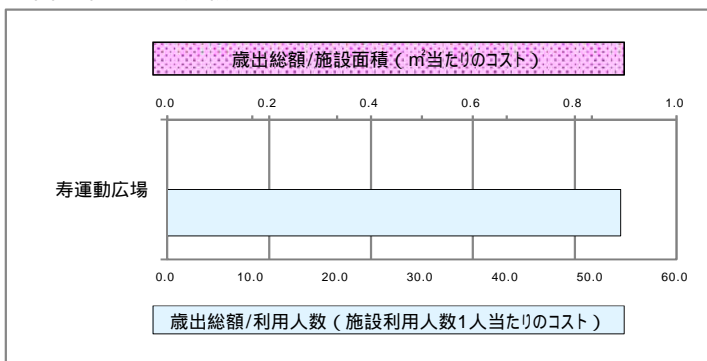 歳出総額/施設面積(㎡当たりのコスト)
0.0 0.2 0.4 0.6 0.8 1.0
寿運動広場
0.0 10.0 20.0 30.0 40.0 50.0 60.0
歳出総額/利用人数(施設利用人数1人当たりのコスト)